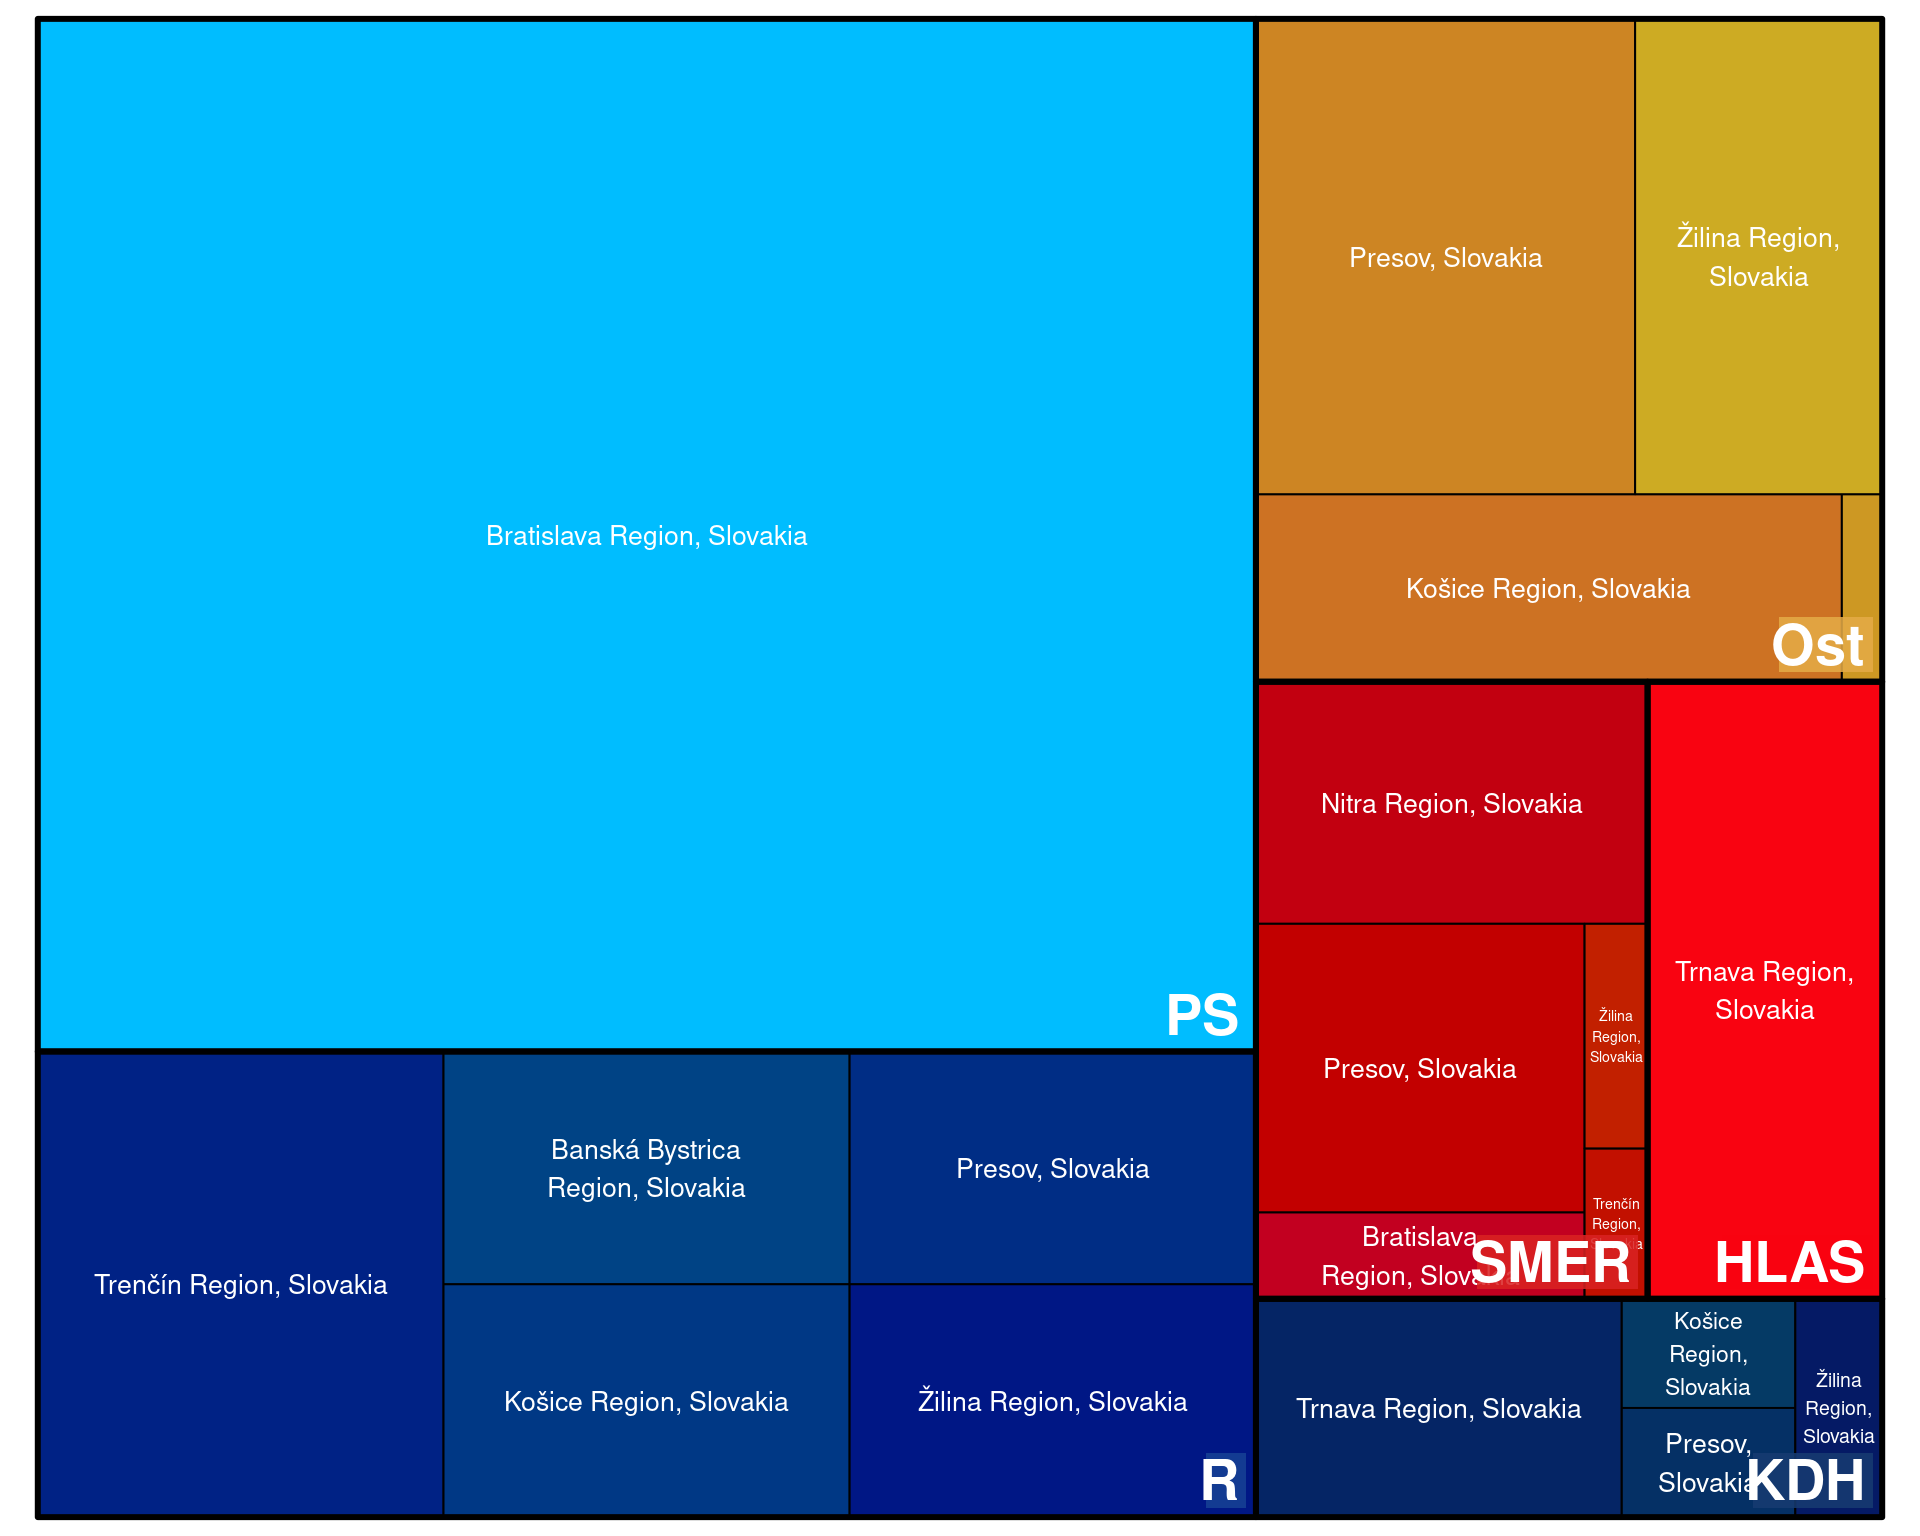 Bratislava Region, Slovakia
PS
Presov, Slovakia
Žilina Region,
Slovakia
Košice Region, Slovakia
Ost
Nitra Region, Slovakia
Presov, Slovakia
Žilina
Region,
Slovakia
Trenčín
Region,
Bratislava
Region, Slovakia
SMER
Trnava Region,
Slovakia
HLAS
Trenčín Region, Slovakia
Banská Bystrica
Region, Slovakia
Presov, Slovakia
Košice Region, Slovakia
Žilina Region, Slovakia
R
Trnava Region, Slovakia
Košice
Region,
Slovakia
Presov,
Slovakia
Žilina
Region,
Slovakia
KDH